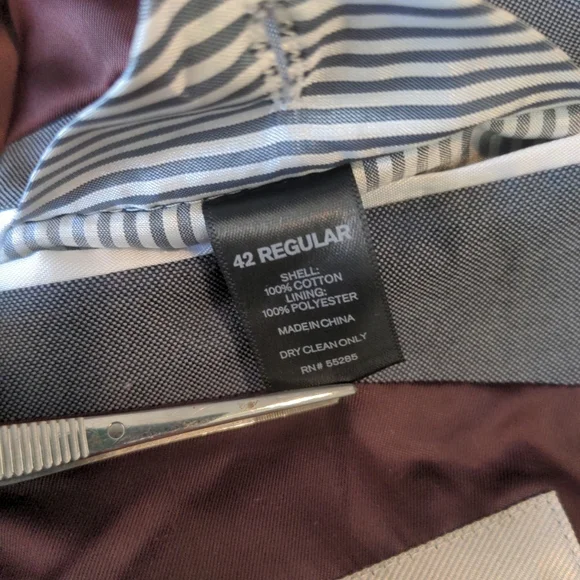 42 REGULAR
SHELL:
100% COTTON
LINING:
100% POLYESTER
MADE IN CHINA
DRY CLEAN ONLY
RN# 55285